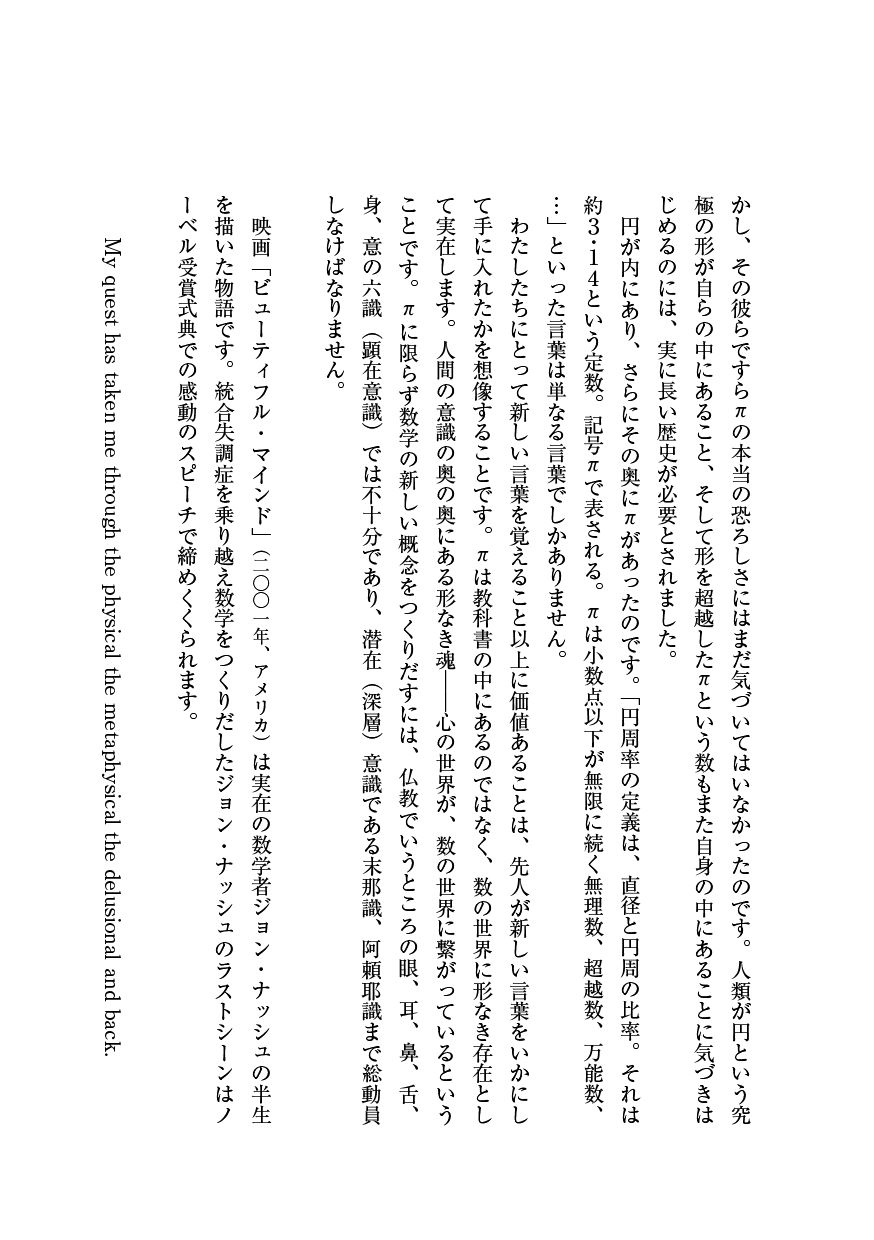 かし、その彼らですらπの本当の恐ろしさにはまだ気づいてはいなかったのです。人類が円という究
極の形が自らの中にあること、そして形を超越したπという数もまた自身の中にあることに気づきは
じめるのには、実に長い歴史が必要とされました。
円が内にあり、さらにその奥にπがあったのです。「円周率の定義は、直径と円周の比率。それは
約3・14という定数。記号πで表される。πは小数点以下が無限に続く無理数、超越数、万能数、
…」といった言葉は単なる言葉でしかありません。
わたしたちにとって新しい言葉を覚えること以上に価値あることは、先人が新しい言葉をいかにし
て手に入れたかを想像することです。πは教科書の中にあるのではなく、数の世界に形なき存在とし
て実在します。人間の意識の奥の奥にある形なき魂――心の世界が、数の世界に繋がっているという
ことです。πに限らず数学の新しい概念をつくりだすには、仏教でいうところの眼、耳、鼻、舌、
身、意の六識（顕在意識）では不十分であり、潜在（深層）意識である末那識、阿頼耶識まで総動員
しなければなりません。
映画「ビューティフル・マインド」（二〇〇一年、アメリカ）は実在の数学者ジョン・ナッシュの半生
を描いた物語です。統合失調症を乗り越え数学をつくりだしたジョン・ナッシュのラストシーンはノ
ーベル受賞式典での感動のスピーチで締めくくられます。
My quest has taken me through the physical the metaphysical the delusional and back.